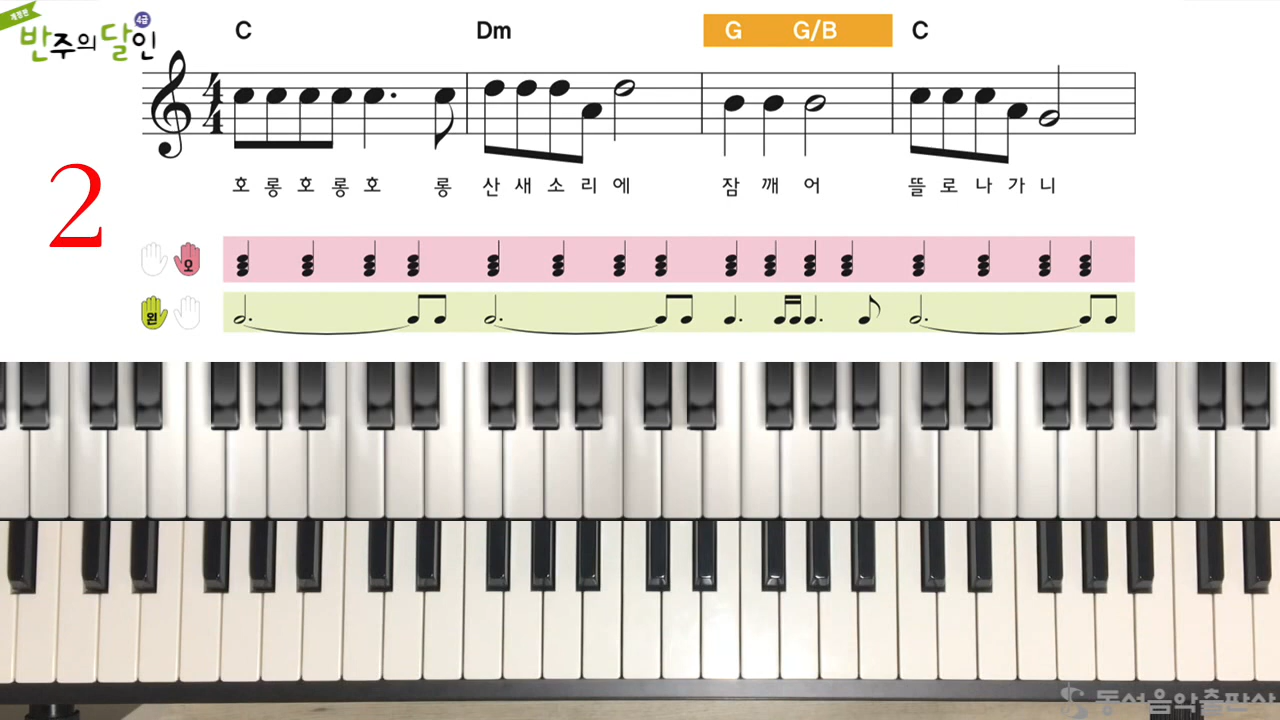 개정판
4급
반주의달인
C Dm G G/B C
4
4
호 롱 호 롱 호 롱 산 새 소 리 에 잠 깨 어 뜰 로 나 가 니
2
오
왼
동서음악출판사